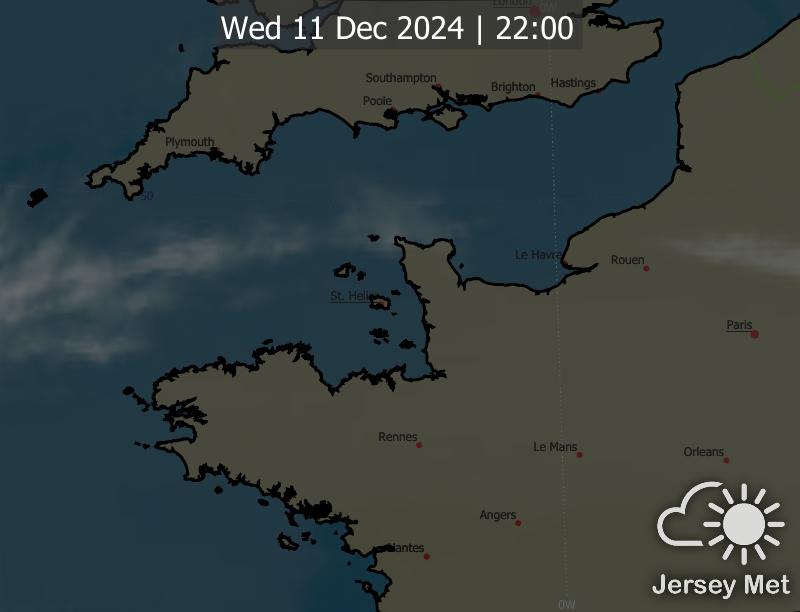 London
0W
Wed 11 Dec 2024 | 22:00
Southampton
Brighton
Hastings
Poole
Plymouth
50
Le Havre
Rouen
St. Helier
Paris
Rennes
Le Mans
Orleans
Angers
Nantes
Jersey Met
0W